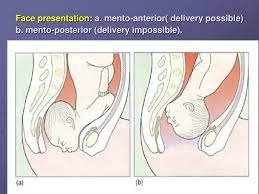 Face presentation: a. mento-anterior( delivery possible)
b. mento-posterior (delivery impossible).
(a)
(b)